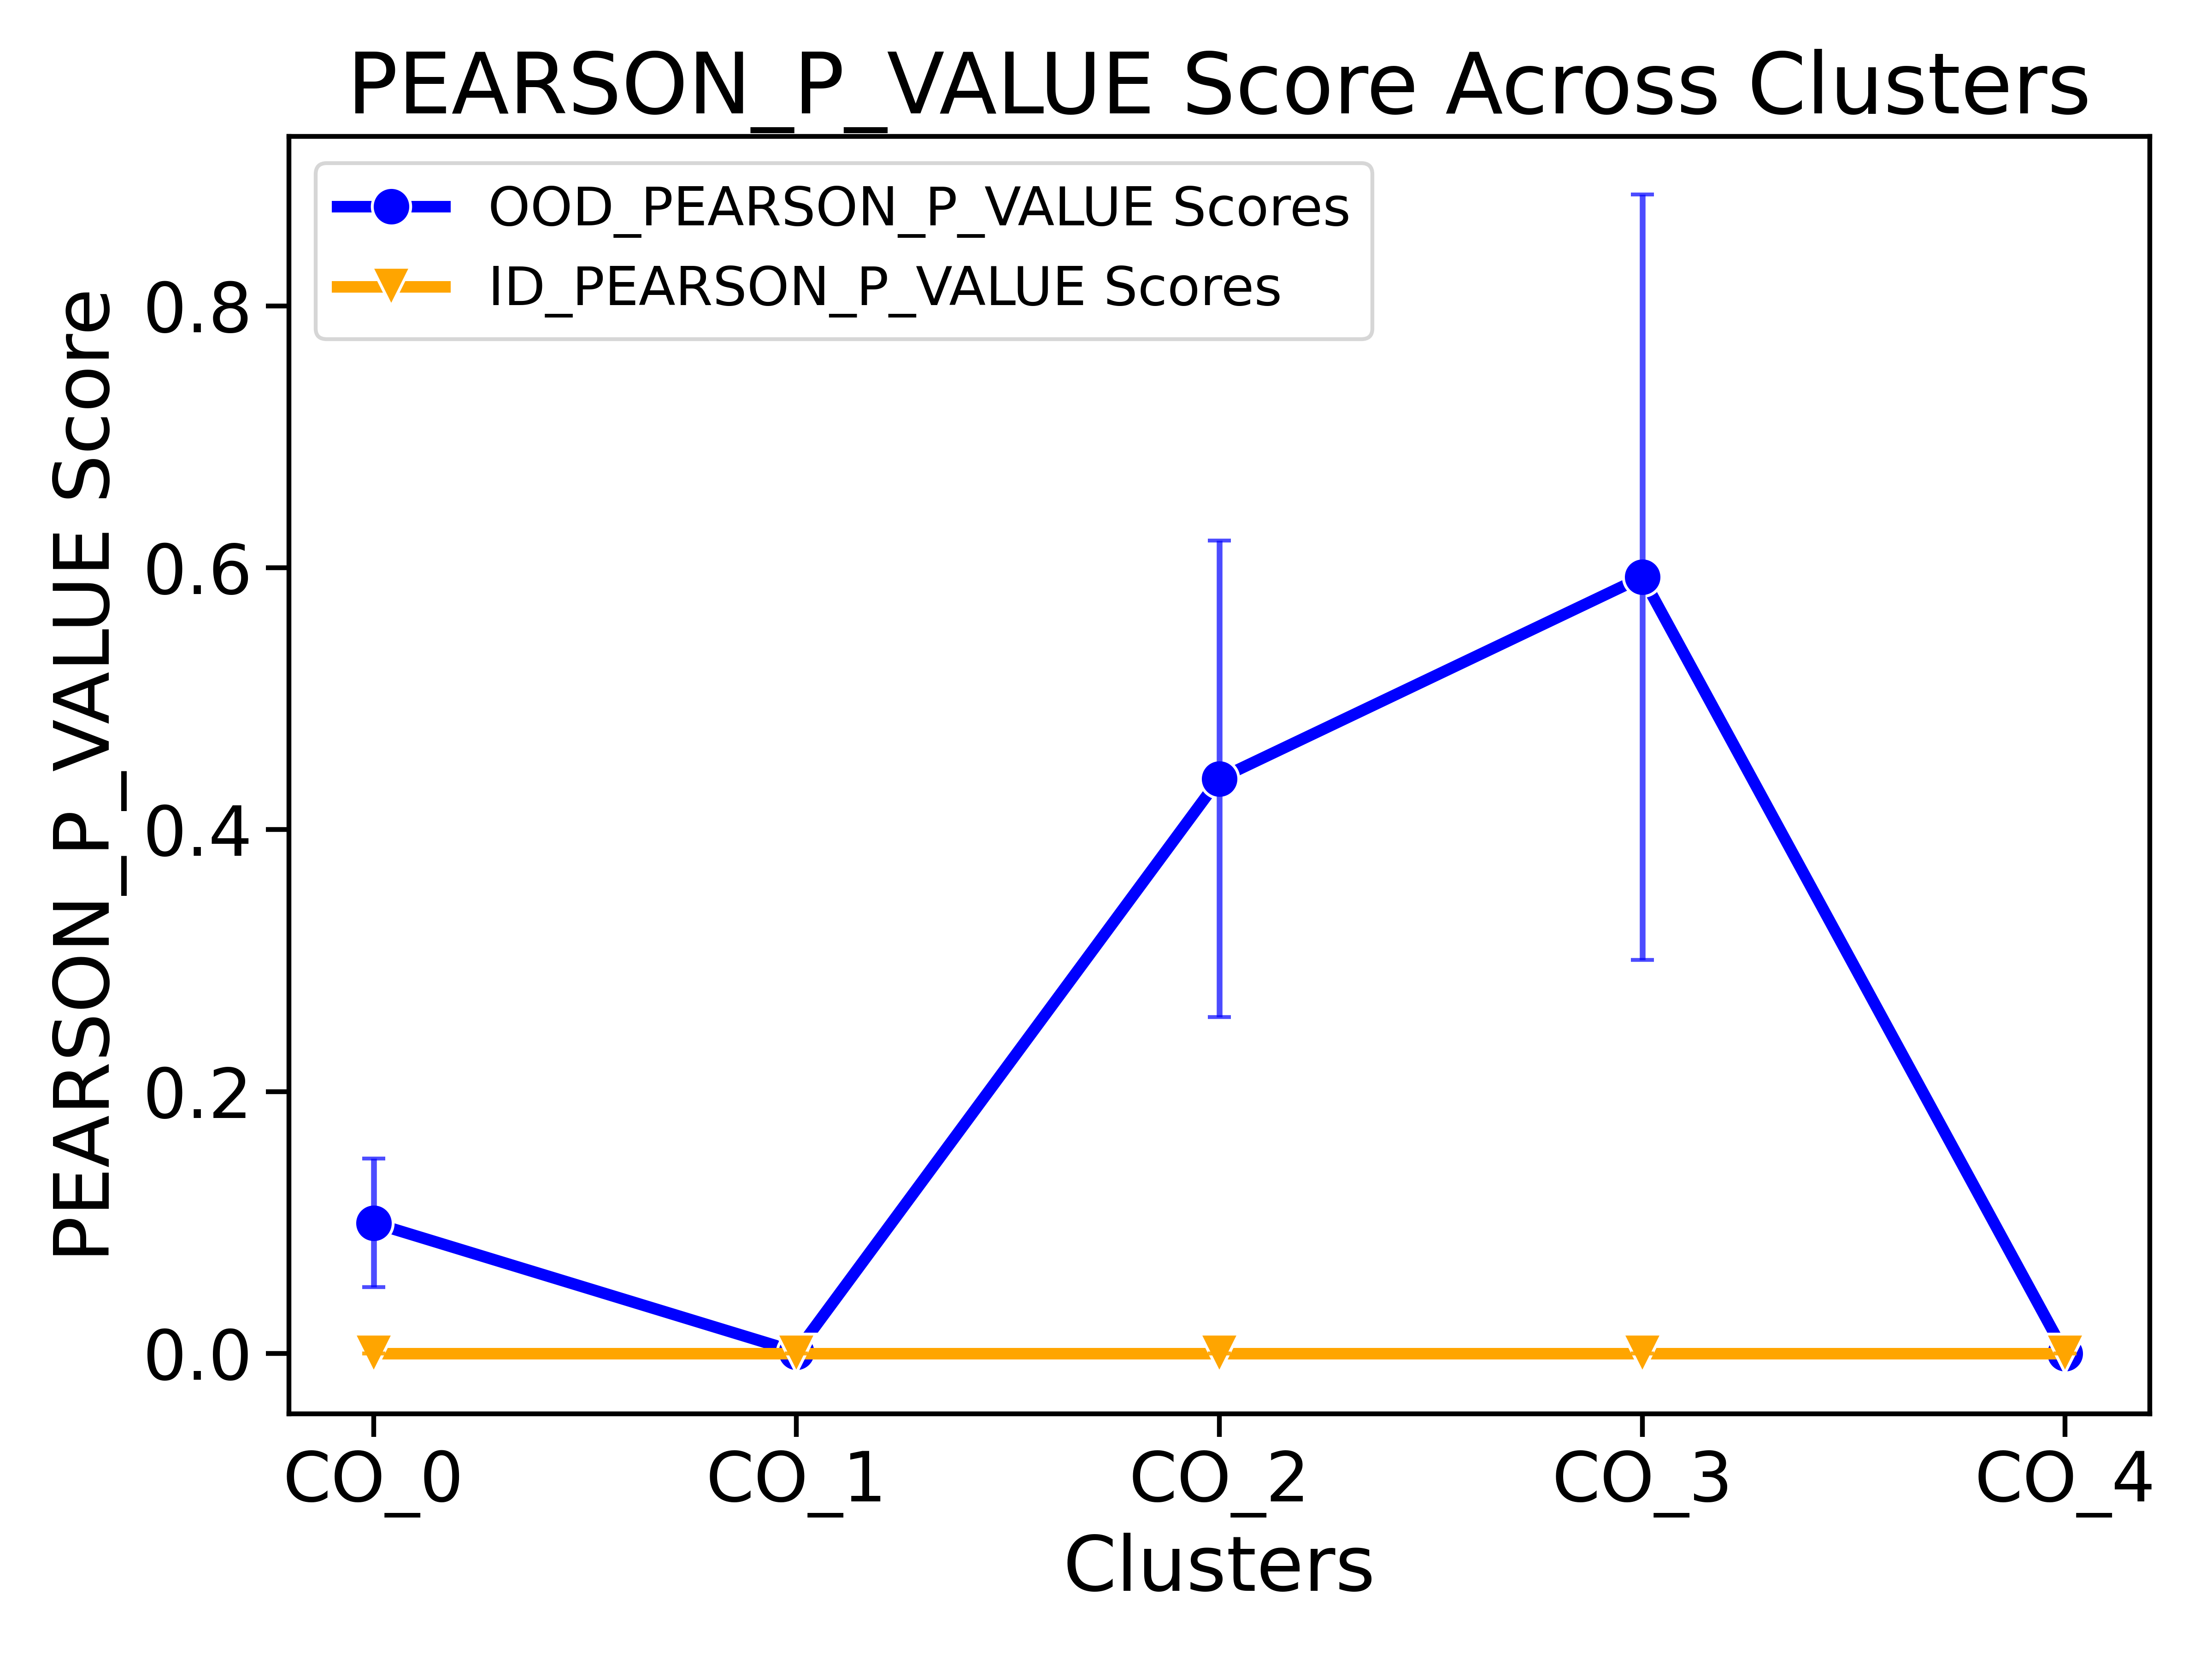 PEARSON_P_VALUE Score Across Clusters
OOD_PEARSON_P_VALUE Scores
ID_PEARSON_P_VALUE Scores
PEARSON_P_VALUE Score
0.8
0.6
0.4
0.2
0.0
CO_0 CO_1 CO_2 CO_3 CO_4
Clusters